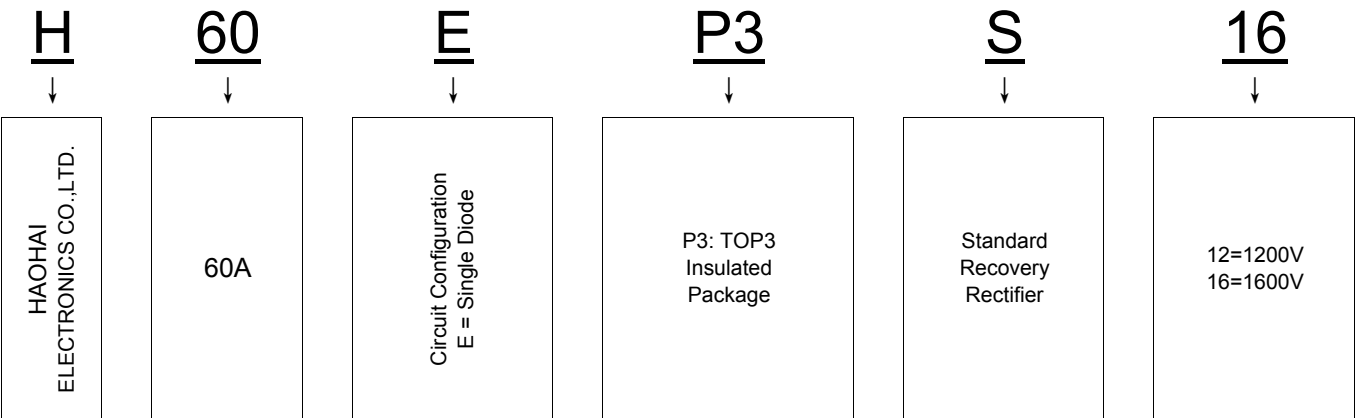 H 60 E P3 S 16
HAOHAI
ELECTRONICS CO.,LTD.
60A
Circuit Configuration
E = Single Diode
P3: TOP3
Insulated
Package
Standard
Recovery
Rectifier
12=1200V
16=1600V